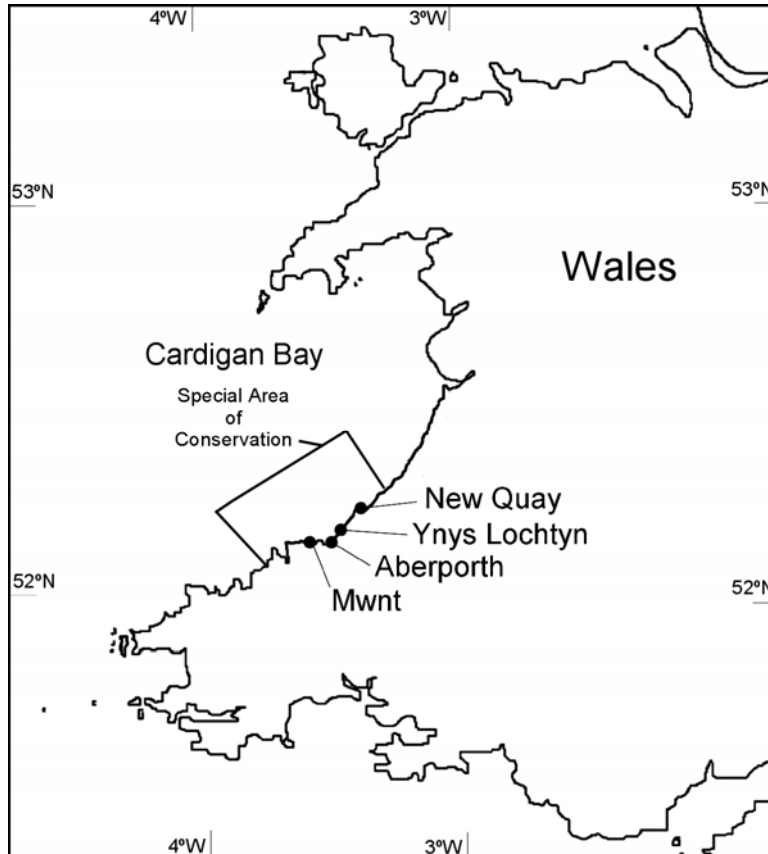 4ºW 3ºW
53ºN 53ºN
Wales
Cardigan Bay
Special Area
of
Conservation
New Quay
Ynys Lochtyn
Aberporth
Mwnt
52ºN 52ºN
4ºW 3ºW